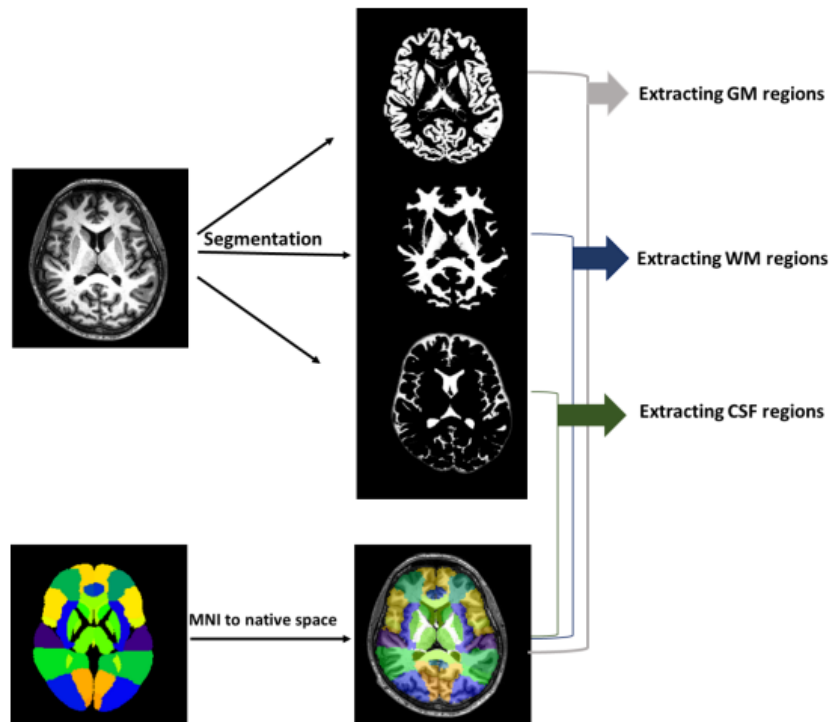 Extracting GM regions
Segmentation
Extracting WM regions
Extracting CSF regions
MNI to native space